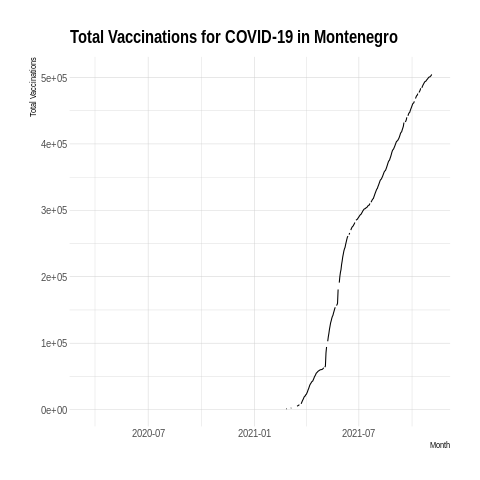 Total Vaccinations for COVID-19 in Montenegro
Total Vaccinations
5e+05
4e+05
3e+05
2e+05
1e+05
0e+00
2020-07 2021-01 2021-07
Month